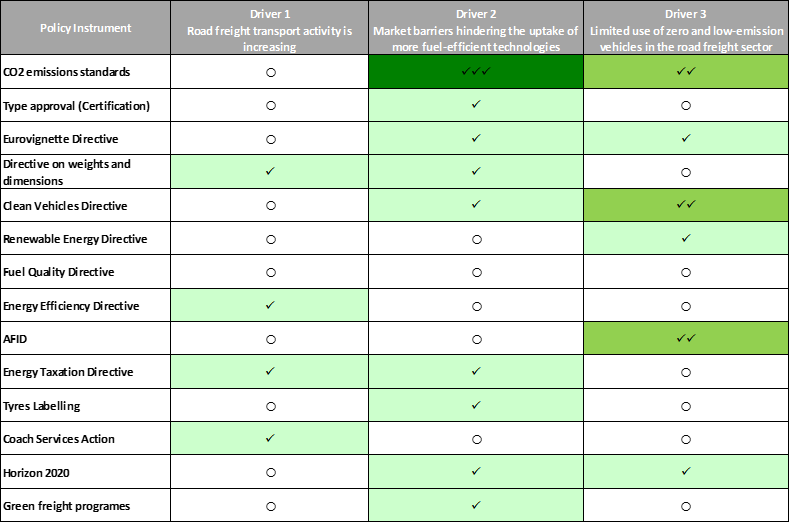 Policy Instrument
Driver 1
Road freight transport activity is
increasing
Driver 2
Market barriers hindering the uptake of
more fuel-efficient technologies
Driver 3
Limited use of zero and low-emission
vehicles in the road freight sector
CO2 emissions standards ○ ✓✓✓ ✓✓
Type approval (Certification) ○ ✓ ○
Eurovignette Directive ○ ✓ ✓
Directive on weights and
dimensions ✓ ✓ ○
Clean Vehicles Directive ○ ✓ ✓✓
Renewable Energy Directive ○ ○ ✓
Fuel Quality Directive ○ ○ ○
Energy Efficiency Directive ✓ ○ ○
AFID ○ ○ ✓✓
Energy Taxation Directive ✓ ✓ ○
Tyres Labelling ○ ✓ ○
Coach Services Action ✓ ○ ○
Horizon 2020 ○ ✓ ✓
Green freight programes ○ ✓ ○